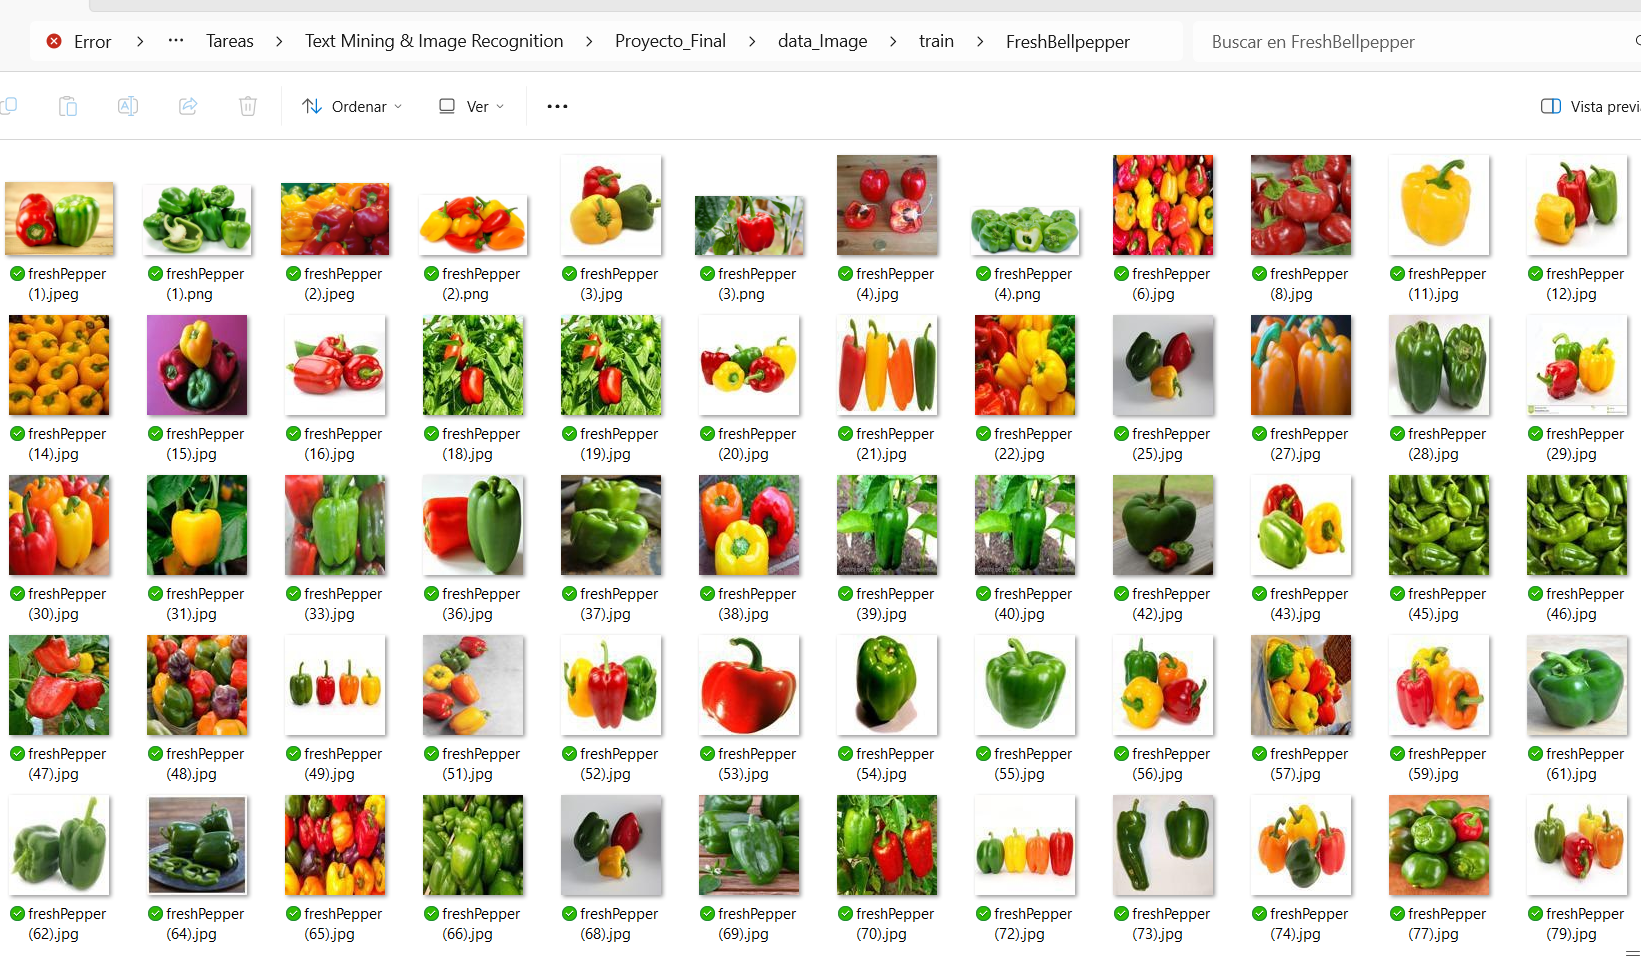 Error > ... Tareas > Text Mining & Image Recognition > Proyecto_Final > data_Image > train > FreshBellpepper
Buscar en FreshBellpepper
Ordenar
Ver
Vista previa
freshPepper (1).jpeg
freshPepper (1).png
freshPepper (2).jpeg
freshPepper (2).png
freshPepper (3).jpg
freshPepper (3).png
freshPepper (4).jpg
freshPepper (4).png
freshPepper (6).jpg
freshPepper (8).jpg
freshPepper (11).jpg
freshPepper (12).jpg
freshPepper (14).jpg
freshPepper (15).jpg
freshPepper (16).jpg
freshPepper (18).jpg
freshPepper (19).jpg
freshPepper (20).jpg
freshPepper (21).jpg
freshPepper (22).jpg
freshPepper (25).jpg
freshPepper (27).jpg
freshPepper (28).jpg
freshPepper (29).jpg
freshPepper (30).jpg
freshPepper (31).jpg
freshPepper (33).jpg
freshPepper (36).jpg
freshPepper (37).jpg
freshPepper (38).jpg
freshPepper (39).jpg
freshPepper (40).jpg
freshPepper (42).jpg
freshPepper (43).jpg
freshPepper (45).jpg
freshPepper (46).jpg
freshPepper (47).jpg
freshPepper (48).jpg
freshPepper (49).jpg
freshPepper (51).jpg
freshPepper (52).jpg
freshPepper (53).jpg
freshPepper (54).jpg
freshPepper (55).jpg
freshPepper (56).jpg
freshPepper (57).jpg
freshPepper (59).jpg
freshPepper (61).jpg
freshPepper (62).jpg
freshPepper (64).jpg
freshPepper (65).jpg
freshPepper (66).jpg
freshPepper (68).jpg
freshPepper (69).jpg
freshPepper (70).jpg
freshPepper (72).jpg
freshPepper (73).jpg
freshPepper (74).jpg
freshPepper (77).jpg
freshPepper (79).jpg